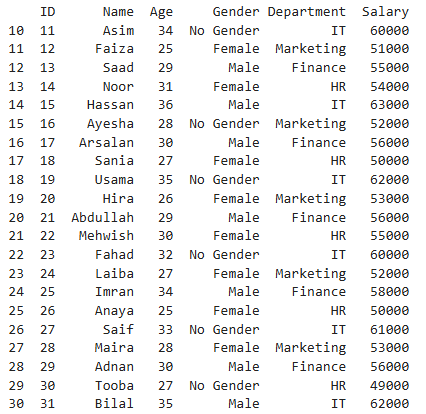 ID Name Age Gender Department Salary
10 11 Asim 34 No Gender IT 60000
11 12 Faiza 25 Female Marketing 51000
12 13 Saad 29 Male Finance 55000
13 14 Noor 31 Female HR 54000
14 15 Hassan 36 Male IT 63000
15 16 Ayesha 28 No Gender Marketing 52000
16 17 Arsalan 30 Male Finance 56000
17 18 Sania 27 Female HR 50000
18 19 Usama 35 No Gender IT 62000
19 20 Hira 26 Female Marketing 53000
20 21 Abdullah 29 Male Finance 56000
21 22 Mehwish 30 Female HR 55000
22 23 Fahad 32 No Gender IT 60000
23 24 Laiba 27 Female Marketing 52000
24 25 Imran 34 Male Finance 58000
25 26 Anaya 25 Female HR 50000
26 27 Saif 33 No Gender IT 61000
27 28 Maira 28 Female Marketing 53000
28 29 Adnan 30 Male Finance 56000
29 30 Tooba 27 No Gender HR 49000
30 31 Bilal 35 Male IT 62000